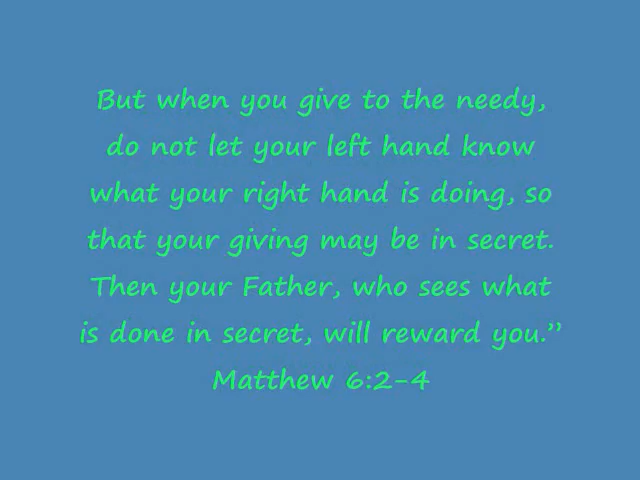 But when you give to the needy,
do not let your left hand know
what your right hand is doing, so
that your giving may be in secret.
Then your Father, who sees what
is done in secret, will reward you.”
Matthew 6:2-4